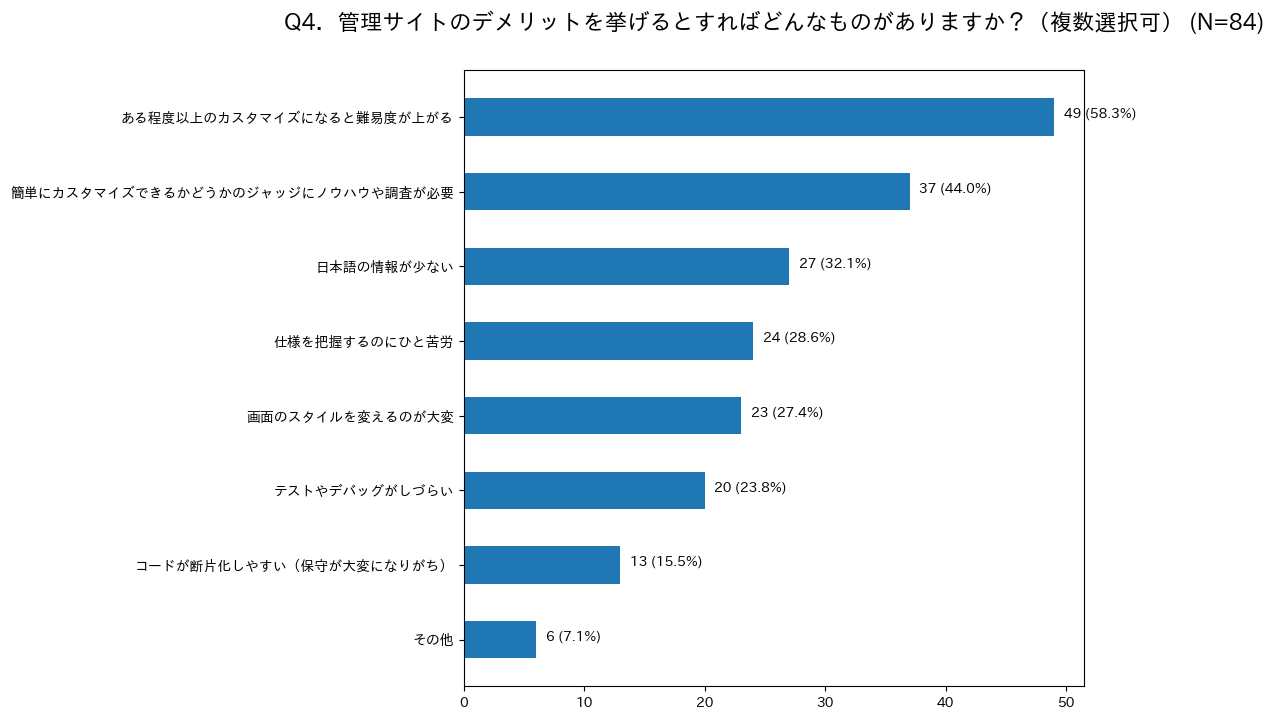 Q4. 管理サイトのデメリットを挙げるとすればどんなものがありますか？（複数選択可） (N=84)
ある程度以上のカスタマイズになると難易度が上がる 49 (58.3%)
簡単にカスタマイズできるかどうかのジャッジにノウハウや調査が必要 37 (44.0%)
日本語の情報が少ない 27 (32.1%)
仕様を把握するのにひと苦労 24 (28.6%)
画面のスタイルを変えるのが大変 23 (27.4%)
テストやデバッグがしづらい 20 (23.8%)
コードが断片化しやすい（保守が大変になりがち） 13 (15.5%)
その他 6 (7.1%)
0 10 20 30 40 50